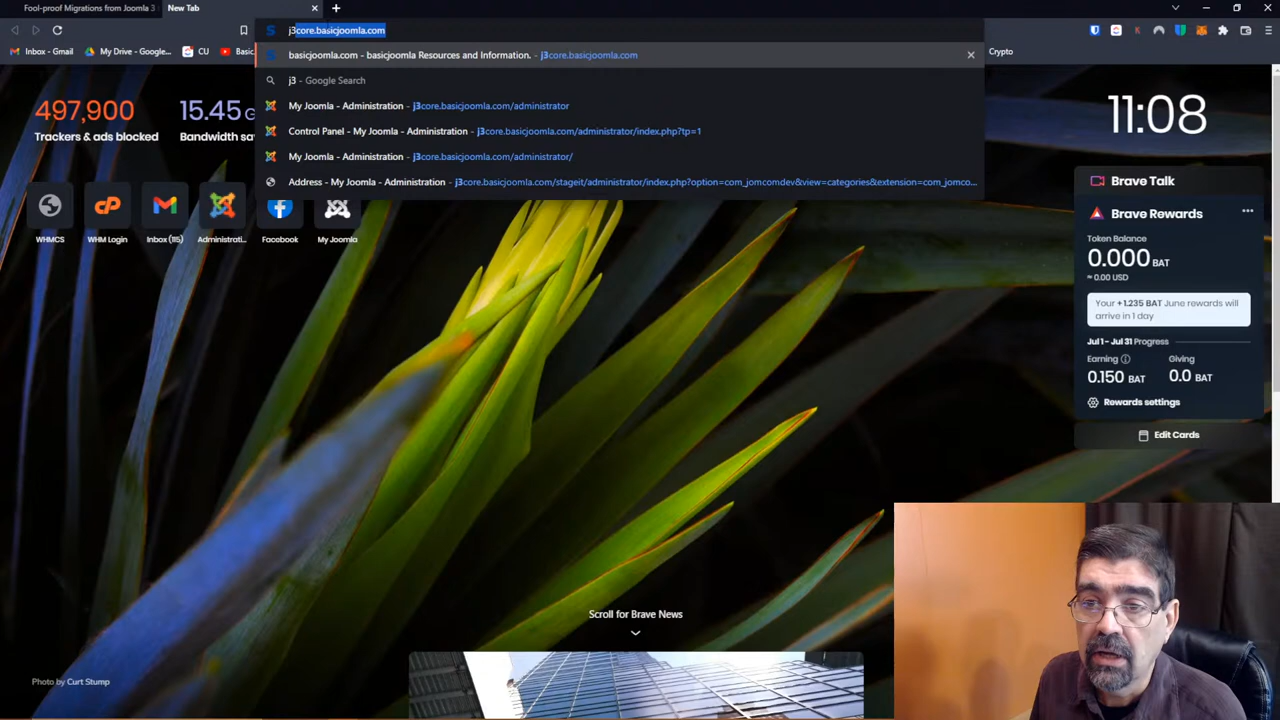 Fool-proof Migrations from Joomla 3
New Tab
j3core.basicjoomla.com
Inbox - Gmail
My Drive - Google...
CU
Basic
Crypto
basicjoomla.com - basicjoomla Resources and Information. - j3core.basicjoomla.com
j3 - Google Search
My Joomla - Administration - j3core.basicjoomla.com/administrator
Control Panel - My Joomla - Administration - j3core.basicjoomla.com/administrator/index.php?tp=1
My Joomla - Administration - j3core.basicjoomla.com/administrator/
Address - My Joomla - Administration - j3core.basicjoomla.com/stageit/administrator/index.php?option=com_jomcomdev&view=categories&extension=com_jomco...
497,900
Trackers & ads blocked
15.45
Bandwidth sa
11:08
WHMCS
cP
WHM Login
Inbox (115)
Administrati...
Facebook
My Joomla
Brave Talk
Brave Rewards
Token Balance
0.000 BAT
≈ 0.00 USD
Your +1.235 BAT June rewards will
arrive in 1 day
Jul 1 - Jul 31 Progress
Earning
Giving
0.150 BAT
0.0 BAT
Rewards settings
Edit Cards
Scroll for Brave News
Photo by Curt Stump